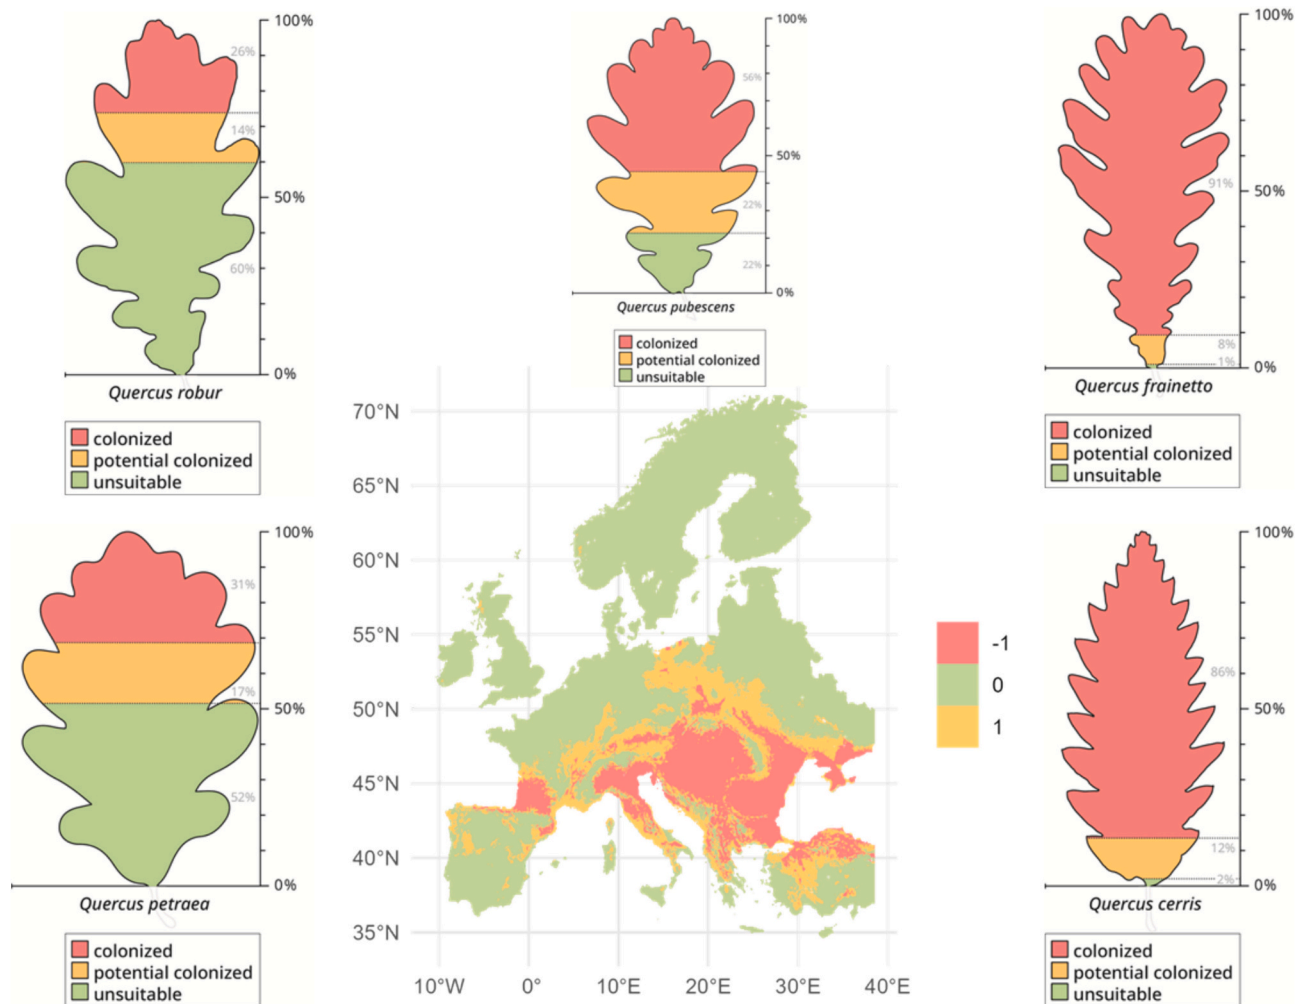 100%
26%
14%
50%
60%
0%
Quercus robur
colonized
potential colonized
unsuitable
100%
56%
50%
22%
22%
0%
Quercus pubescens
colonized
potential colonized
unsuitable
100%
91%
50%
8%
1%
0%
Quercus frainetto
colonized
potential colonized
unsuitable
100%
31%
17%
50%
52%
0%
Quercus petraea
colonized
potential colonized
unsuitable
70°N
65°N
60°N
55°N
50°N
45°N
40°N
35°N
10°W 0° 10°E 20°E 30°E 40°E
-1
0
1
100%
86%
50%
12%
2%
0%
Quercus cerris
colonized
potential colonized
unsuitable